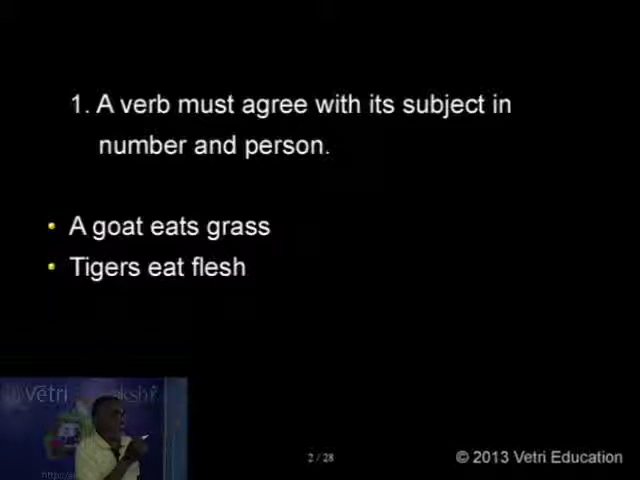 1. A verb must agree with its subject in
number and person.
A goat eats grass
Tigers eat flesh
Vetri
2 / 28
© 2013 Vetri Education